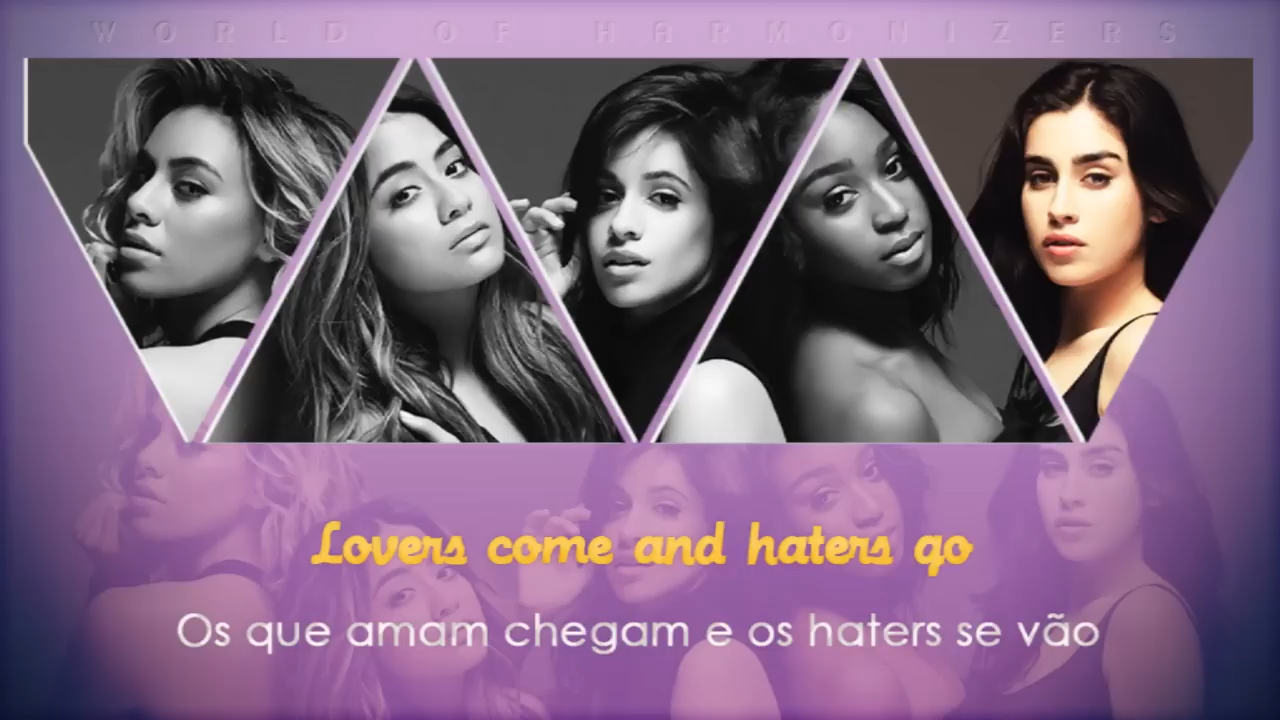 WORLD OF HARMONIZERS
Lovers come and haters go
Os que amam chegam e os haters se vão